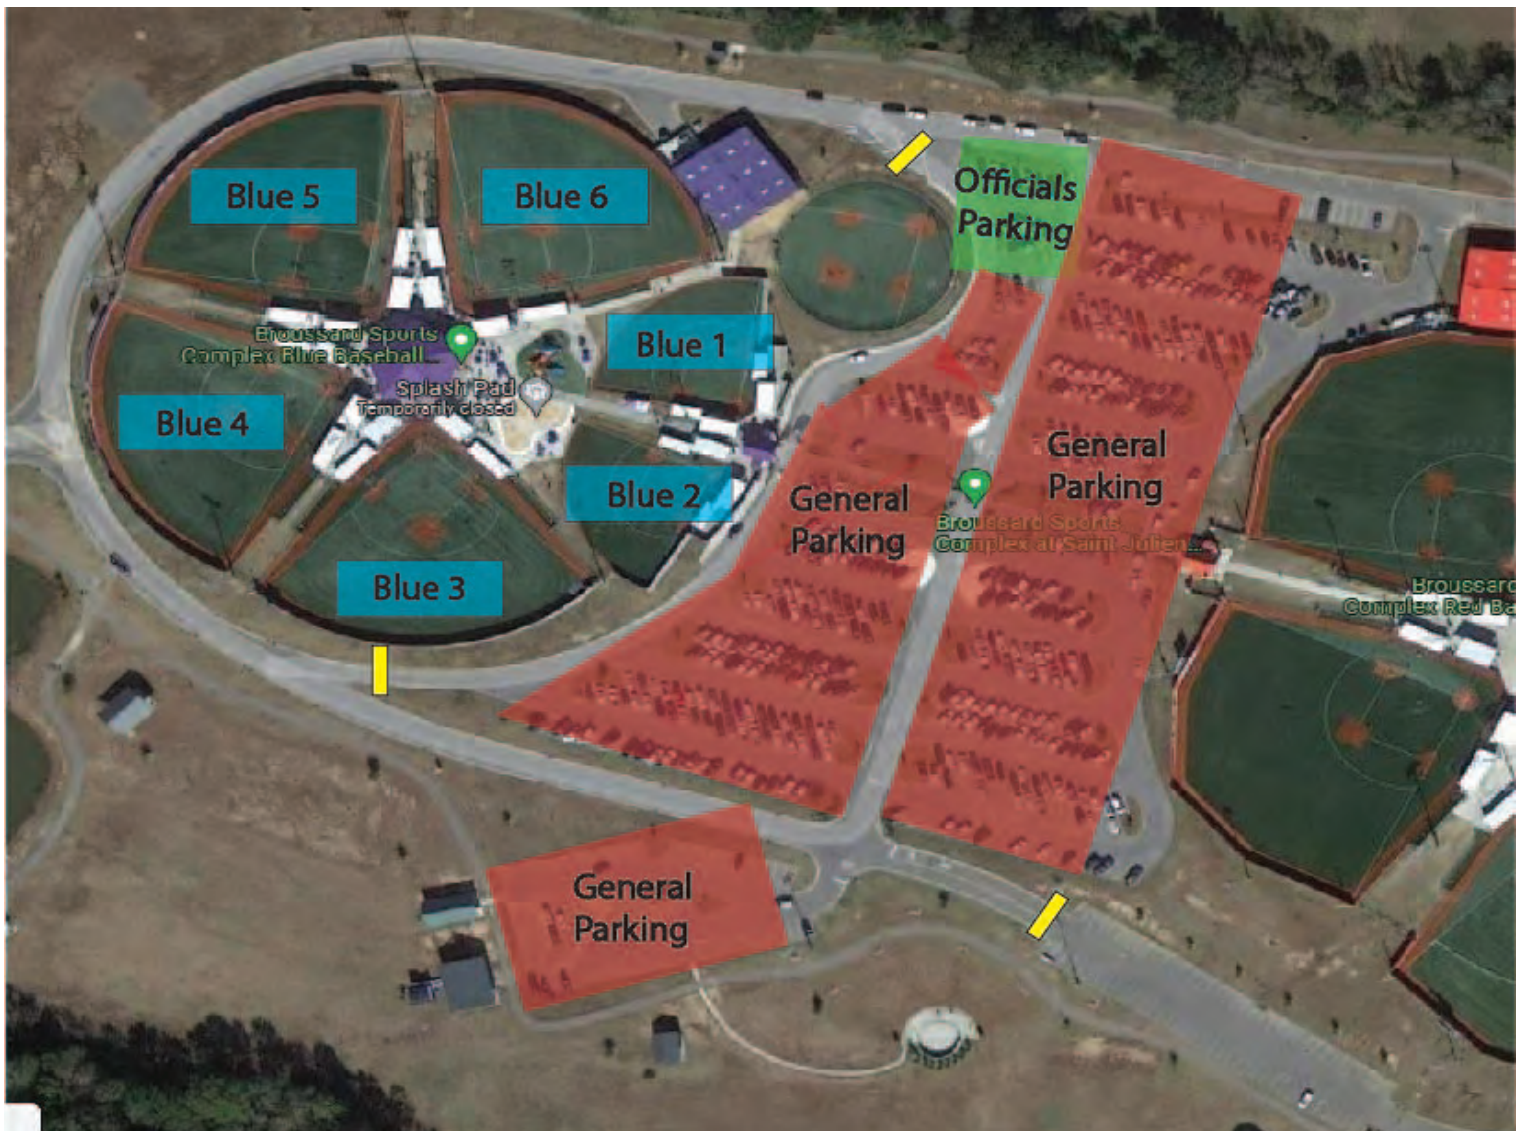 Blue 5
Blue 6
Officials
Parking
Broussard Sports
Complex Blue Baseball...
Blue 1
Splash Pad
Temporarily closed
Blue 4
Blue 2
General
Parking
General
Parking
Broussard Sports
Complex at Saint Julien...
Blue 3
Broussard
Complex Red Ba
General
Parking